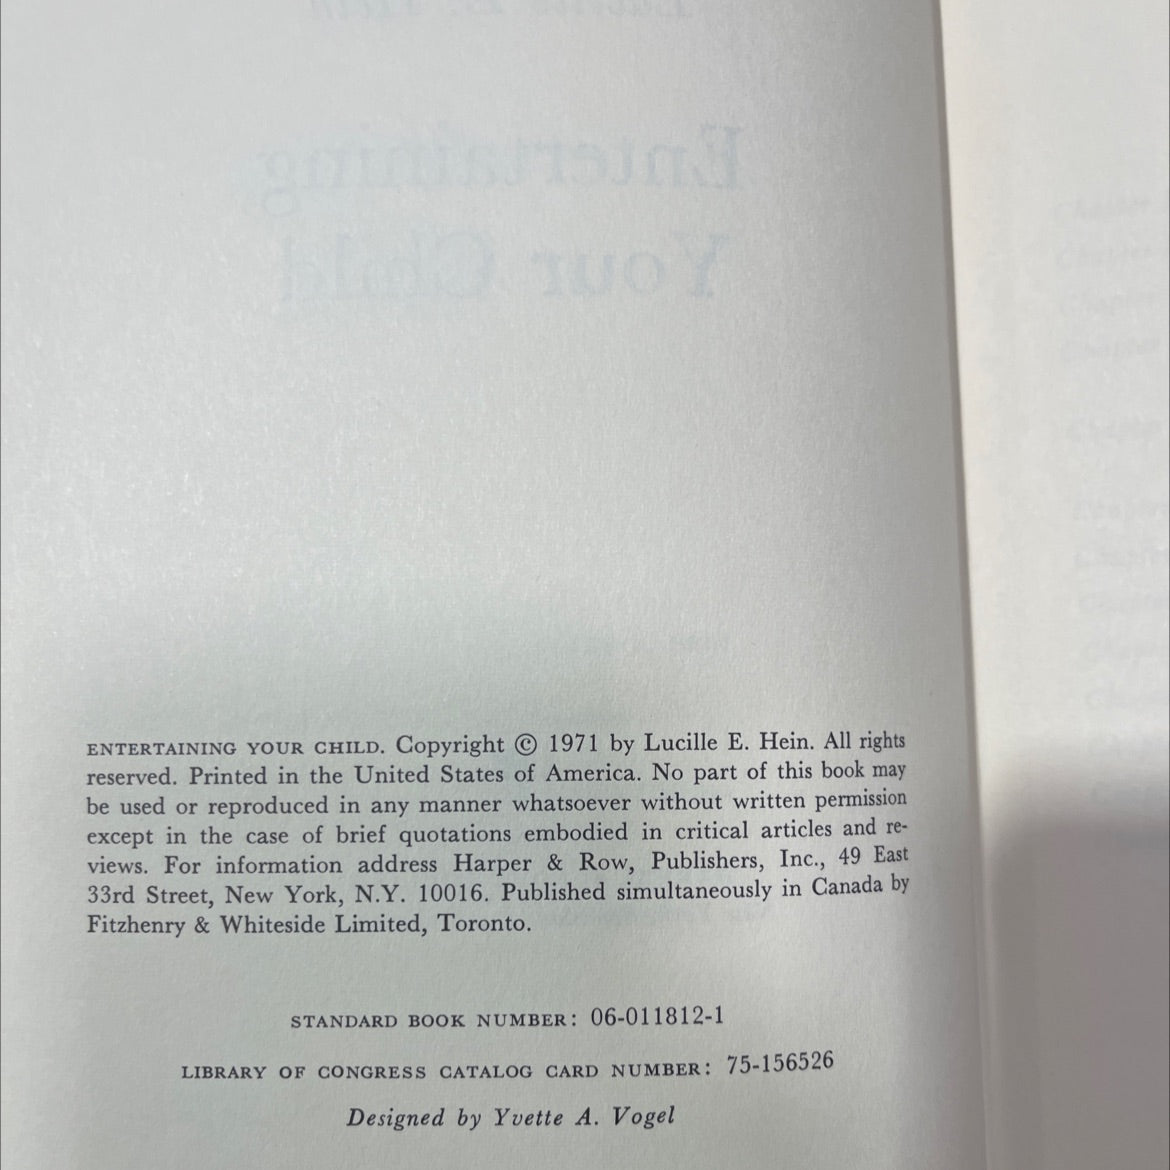 Entertaining
Your Child
ENTERTAINING YOUR CHILD. Copyright © 1971 by Lucille E. Hein. All rights
reserved. Printed in the United States of America. No part of this book may
be used or reproduced in any manner whatsoever without written permission
except in the case of brief quotations embodied in critical articles and re-
views. For information address Harper & Row, Publishers, Inc., 49 East
33rd Street, New York, N.Y. 10016. Published simultaneously in Canada by
Fitzhenry & Whiteside Limited, Toronto.
STANDARD BOOK NUMBER: 06-011812-1
LIBRARY OF CONGRESS CATALOG CARD NUMBER: 75-156526
Designed by Yvette A. Vogel